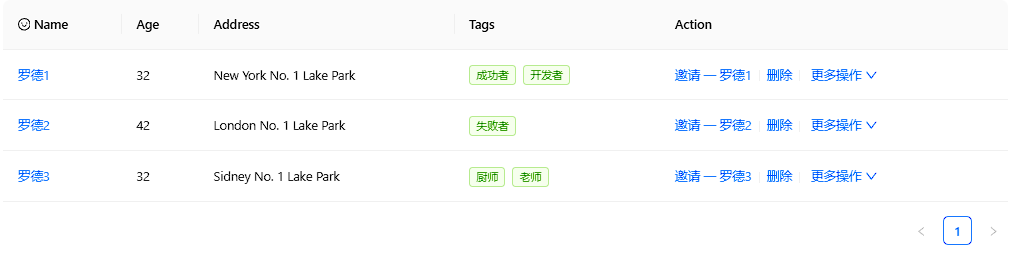 Name Age Address Tags Action
罗德1 32 New York No. 1 Lake Park 成功者 开发者 邀请 一 罗德1 删除 更多操作
罗德2 42 London No. 1 Lake Park 失败者 邀请 一 罗德2 删除 更多操作
罗德3 32 Sidney No. 1 Lake Park 厨师 老师 邀请 一 罗德3 删除 更多操作
1